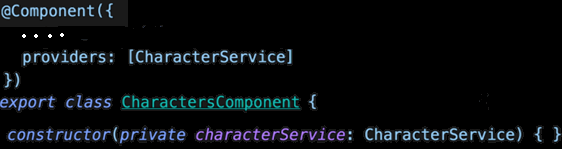 @Component({
....
providers: [CharacterService]
})
export class CharactersComponent {
constructor(private characterService: CharacterService) { }